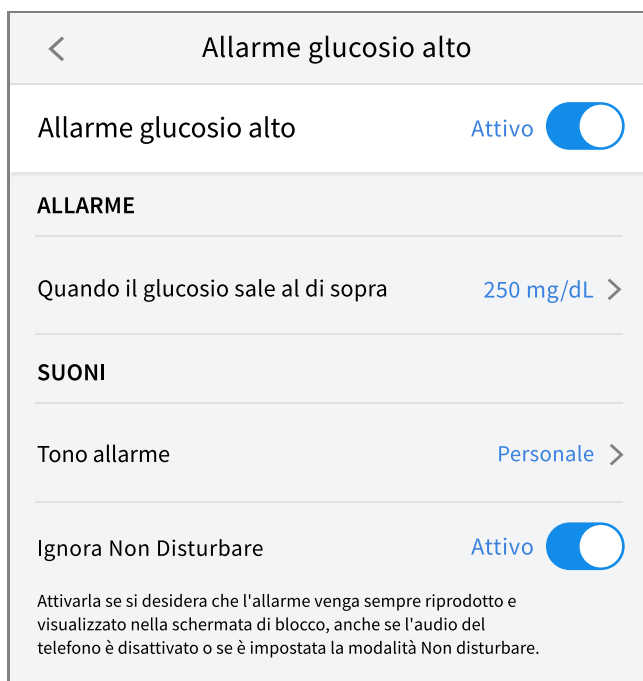 Allarme glucosio alto
Allarme glucosio alto Attivo
ALLARME
Quando il glucosio sale al di sopra 250 mg/dL
SUONI
Tono allarme Personale
Ignora Non Disturbare Attivo
Attivarla se si desidera che l'allarme venga sempre riprodotto e
visualizzato nella schermata di blocco, anche se l'audio del
telefono è disattivato o se è impostata la modalità Non disturbare.